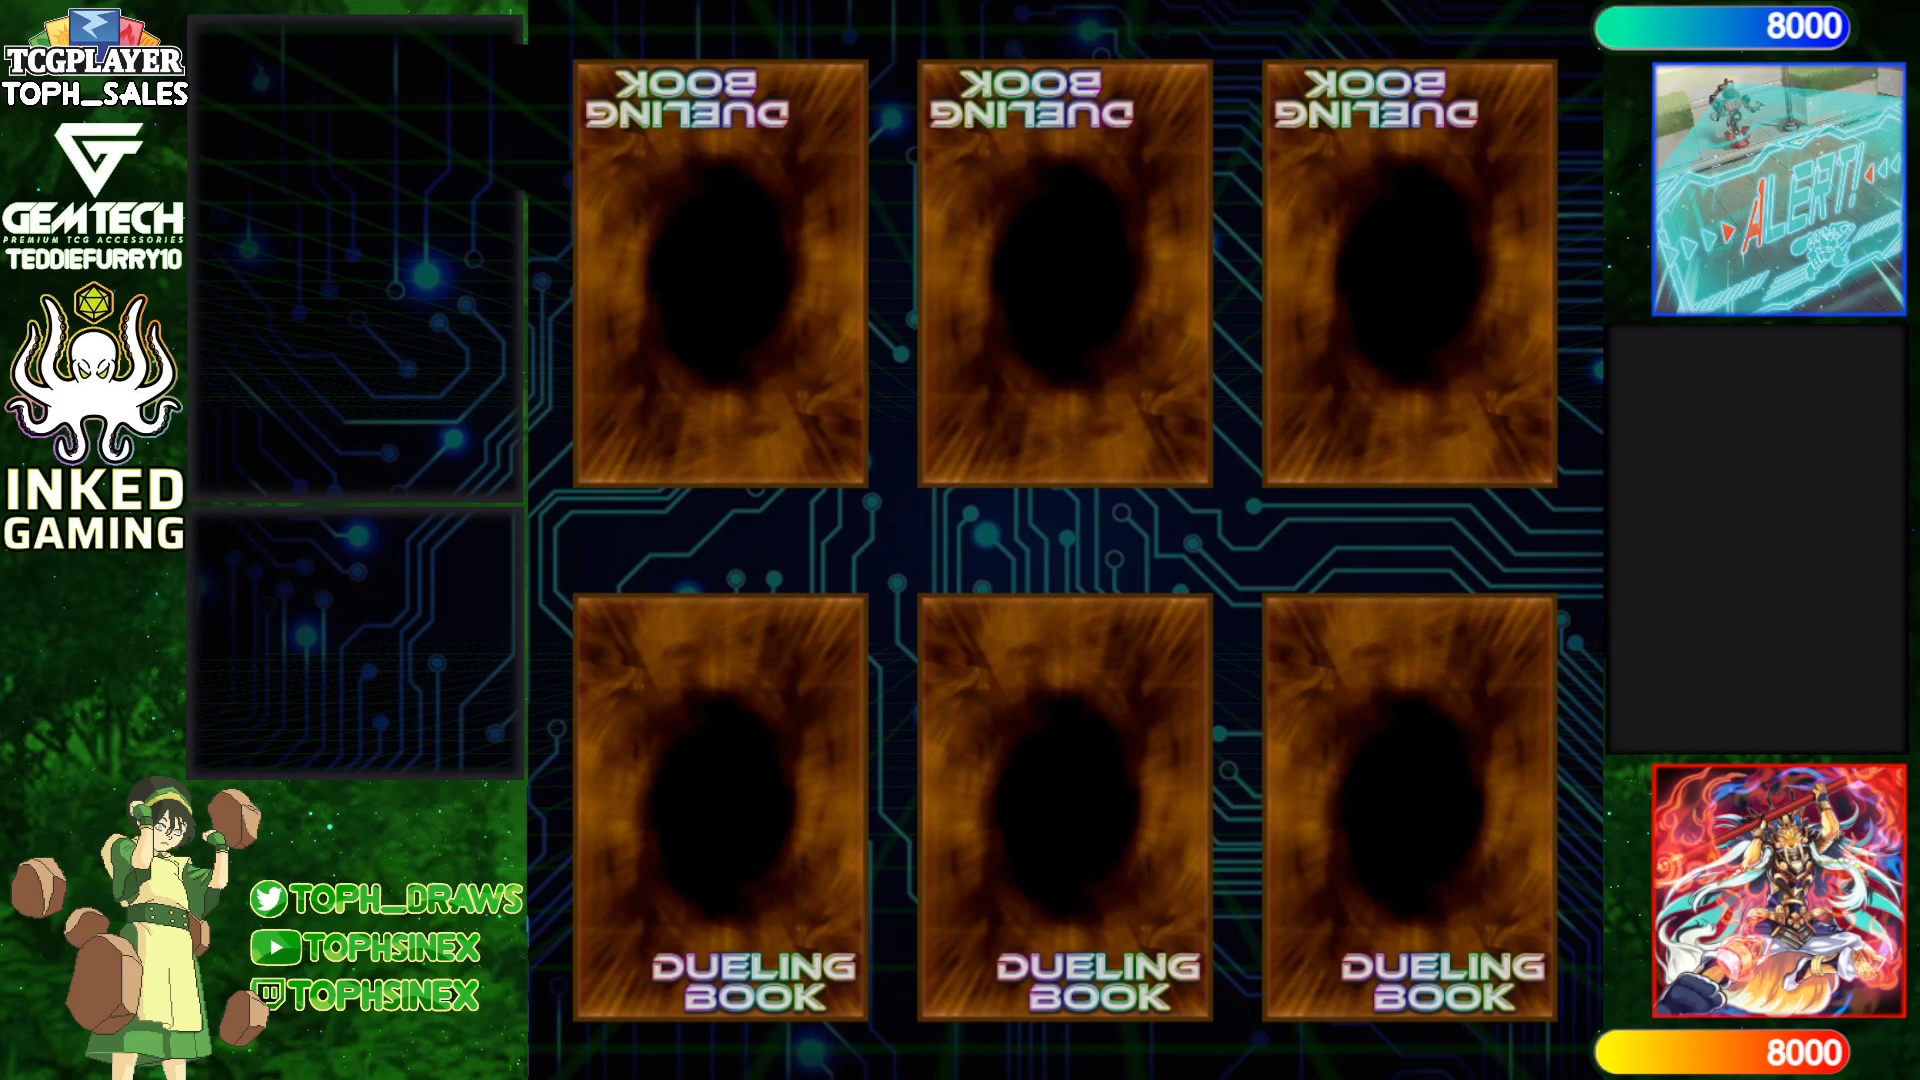 TCGPLAYER
TOPH_SALES
GEMTECH
PREMIUM TCG ACCESSORIES
TEDDIEFURRY10
INKED
GAMING
TOPH_DRAWS
TOPHSINEX
TOPHSINEX
DUELING
BOOK
DUELING
BOOK
DUELING
BOOK
DUELING
BOOK
DUELING
BOOK
DUELING
BOOK
8000
ALERT!
8000